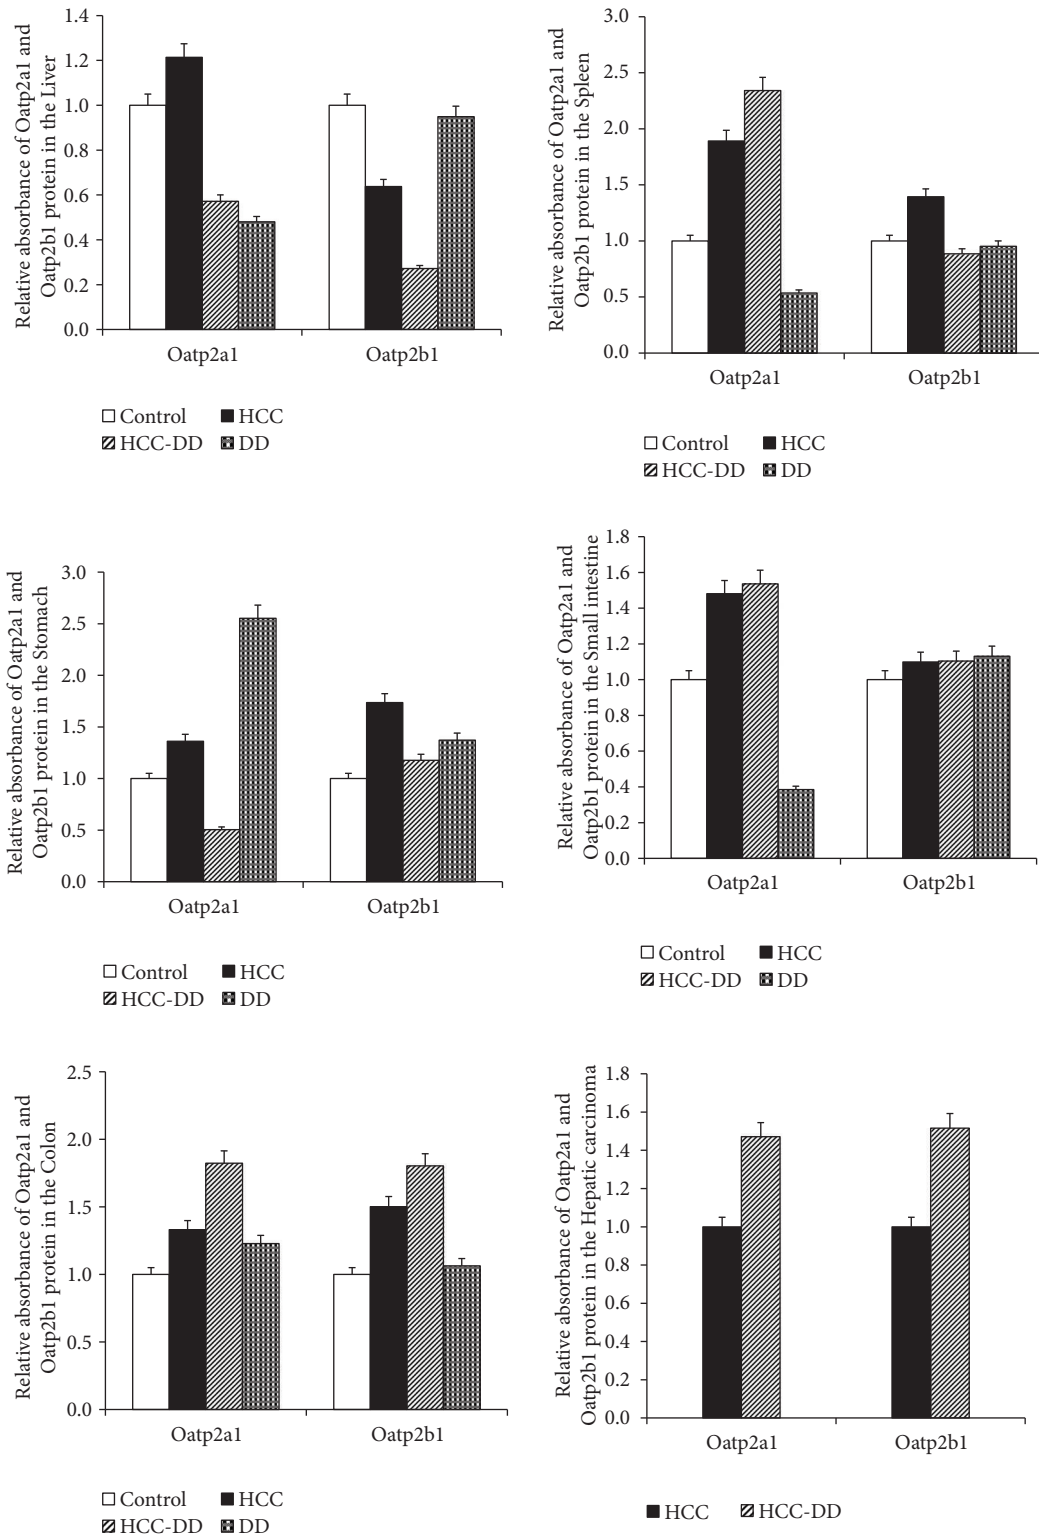 Relative absorbance of Oatp2a1 and
Oatp2b1 protein in the Liver
1.4
1.2
1.0
0.8
0.6
0.4
0.2
0.0
Oatp2a1 Oatp2b1
Control HCC
HCC-DD DD
Relative absorbance of Oatp2a1 and
Oatp2b1 protein in the Spleen
3.0
2.5
2.0
1.5
1.0
0.5
0.0
Oatp2a1 Oatp2b1
Control HCC
HCC-DD DD
Relative absorbance of Oatp2a1 and
Oatp2b1 protein in the Stomach
3.0
2.5
2.0
1.5
1.0
0.5
0.0
Oatp2a1 Oatp2b1
Control HCC
HCC-DD DD
Relative absorbance of Oatp2a1 and
Oatp2b1 protein in the Small intestine
1.8
1.6
1.4
1.2
1.0
0.8
0.6
0.4
0.2
0.0
Oatp2a1 Oatp2b1
Control HCC
HCC-DD DD
Relative absorbance of Oatp2a1 and
Oatp2b1 protein in the Colon
2.5
2.0
1.5
1.0
0.5
0.0
Oatp2a1 Oatp2b1
Control HCC
HCC-DD DD
Relative absorbance of Oatp2a1 and
Oatp2b1 protein in the Hepatic carcinoma
1.8
1.6
1.4
1.2
1.0
0.8
0.6
0.4
0.2
0.0
Oatp2a1 Oatp2b1
HCC HCC-DD